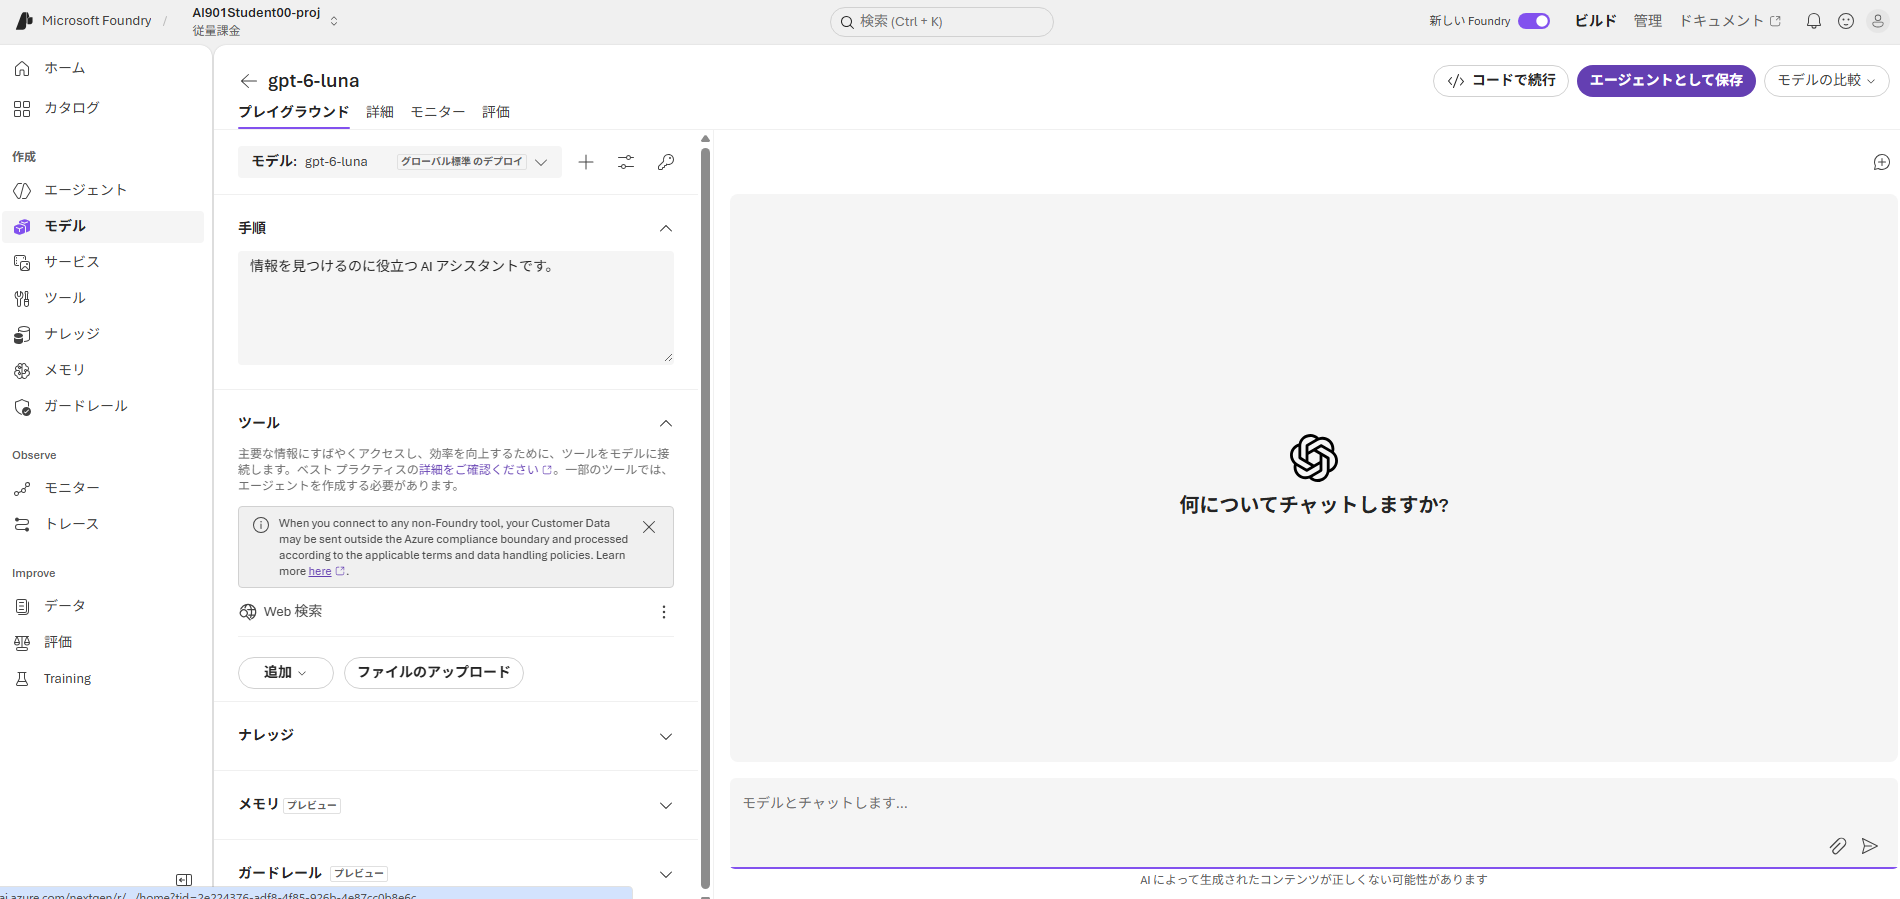 Microsoft Foundry
/
AI901Student00-proj
従量課金
検索 (Ctrl + K)
新しい Foundry
ビルド
管理
ドキュメント
ホーム
カタログ
作成
エージェント
モデル
サービス
ツール
ナレッジ
メモリ
ガードレール
Observe
モニター
トレース
Improve
データ
評価
Training
gpt-6-luna
コードで続行
エージェントとして保存
モデルの比較
プレイグラウンド
詳細
モニター
評価
モデル: gpt-6-luna
グローバル標準 のデプロイ
手順
情報を見つけるのに役立つ AI アシスタントです。
ツール
主要な情報にすばやくアクセスし、効率を向上するために、ツールをモデルに接
続します。ベスト プラクティスの詳細をご確認ください。一部のツールでは、
エージェントを作成する必要があります。
When you connect to any non-Foundry tool, your Customer Data
may be sent outside the Azure compliance boundary and processed
according to the applicable terms and data handling policies. Learn
more here.
Web 検索
追加
ファイルのアップロード
ナレッジ
メモリ プレビュー
ガードレール プレビュー
何についてチャットしますか?
モデルとチャットします...
AI によって生成されたコンテンツが正しくない可能性があります